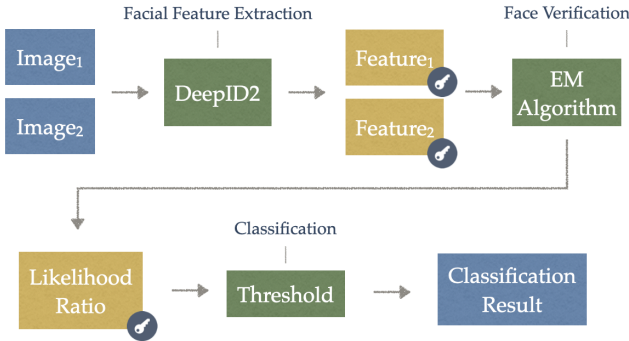 Facial Feature Extraction
Face Verification
Image₁
Image₂
DeepID2
Feature₁
Feature₂
EM
Algorithm
Classification
Likelihood
Ratio
Threshold
Classification
Result